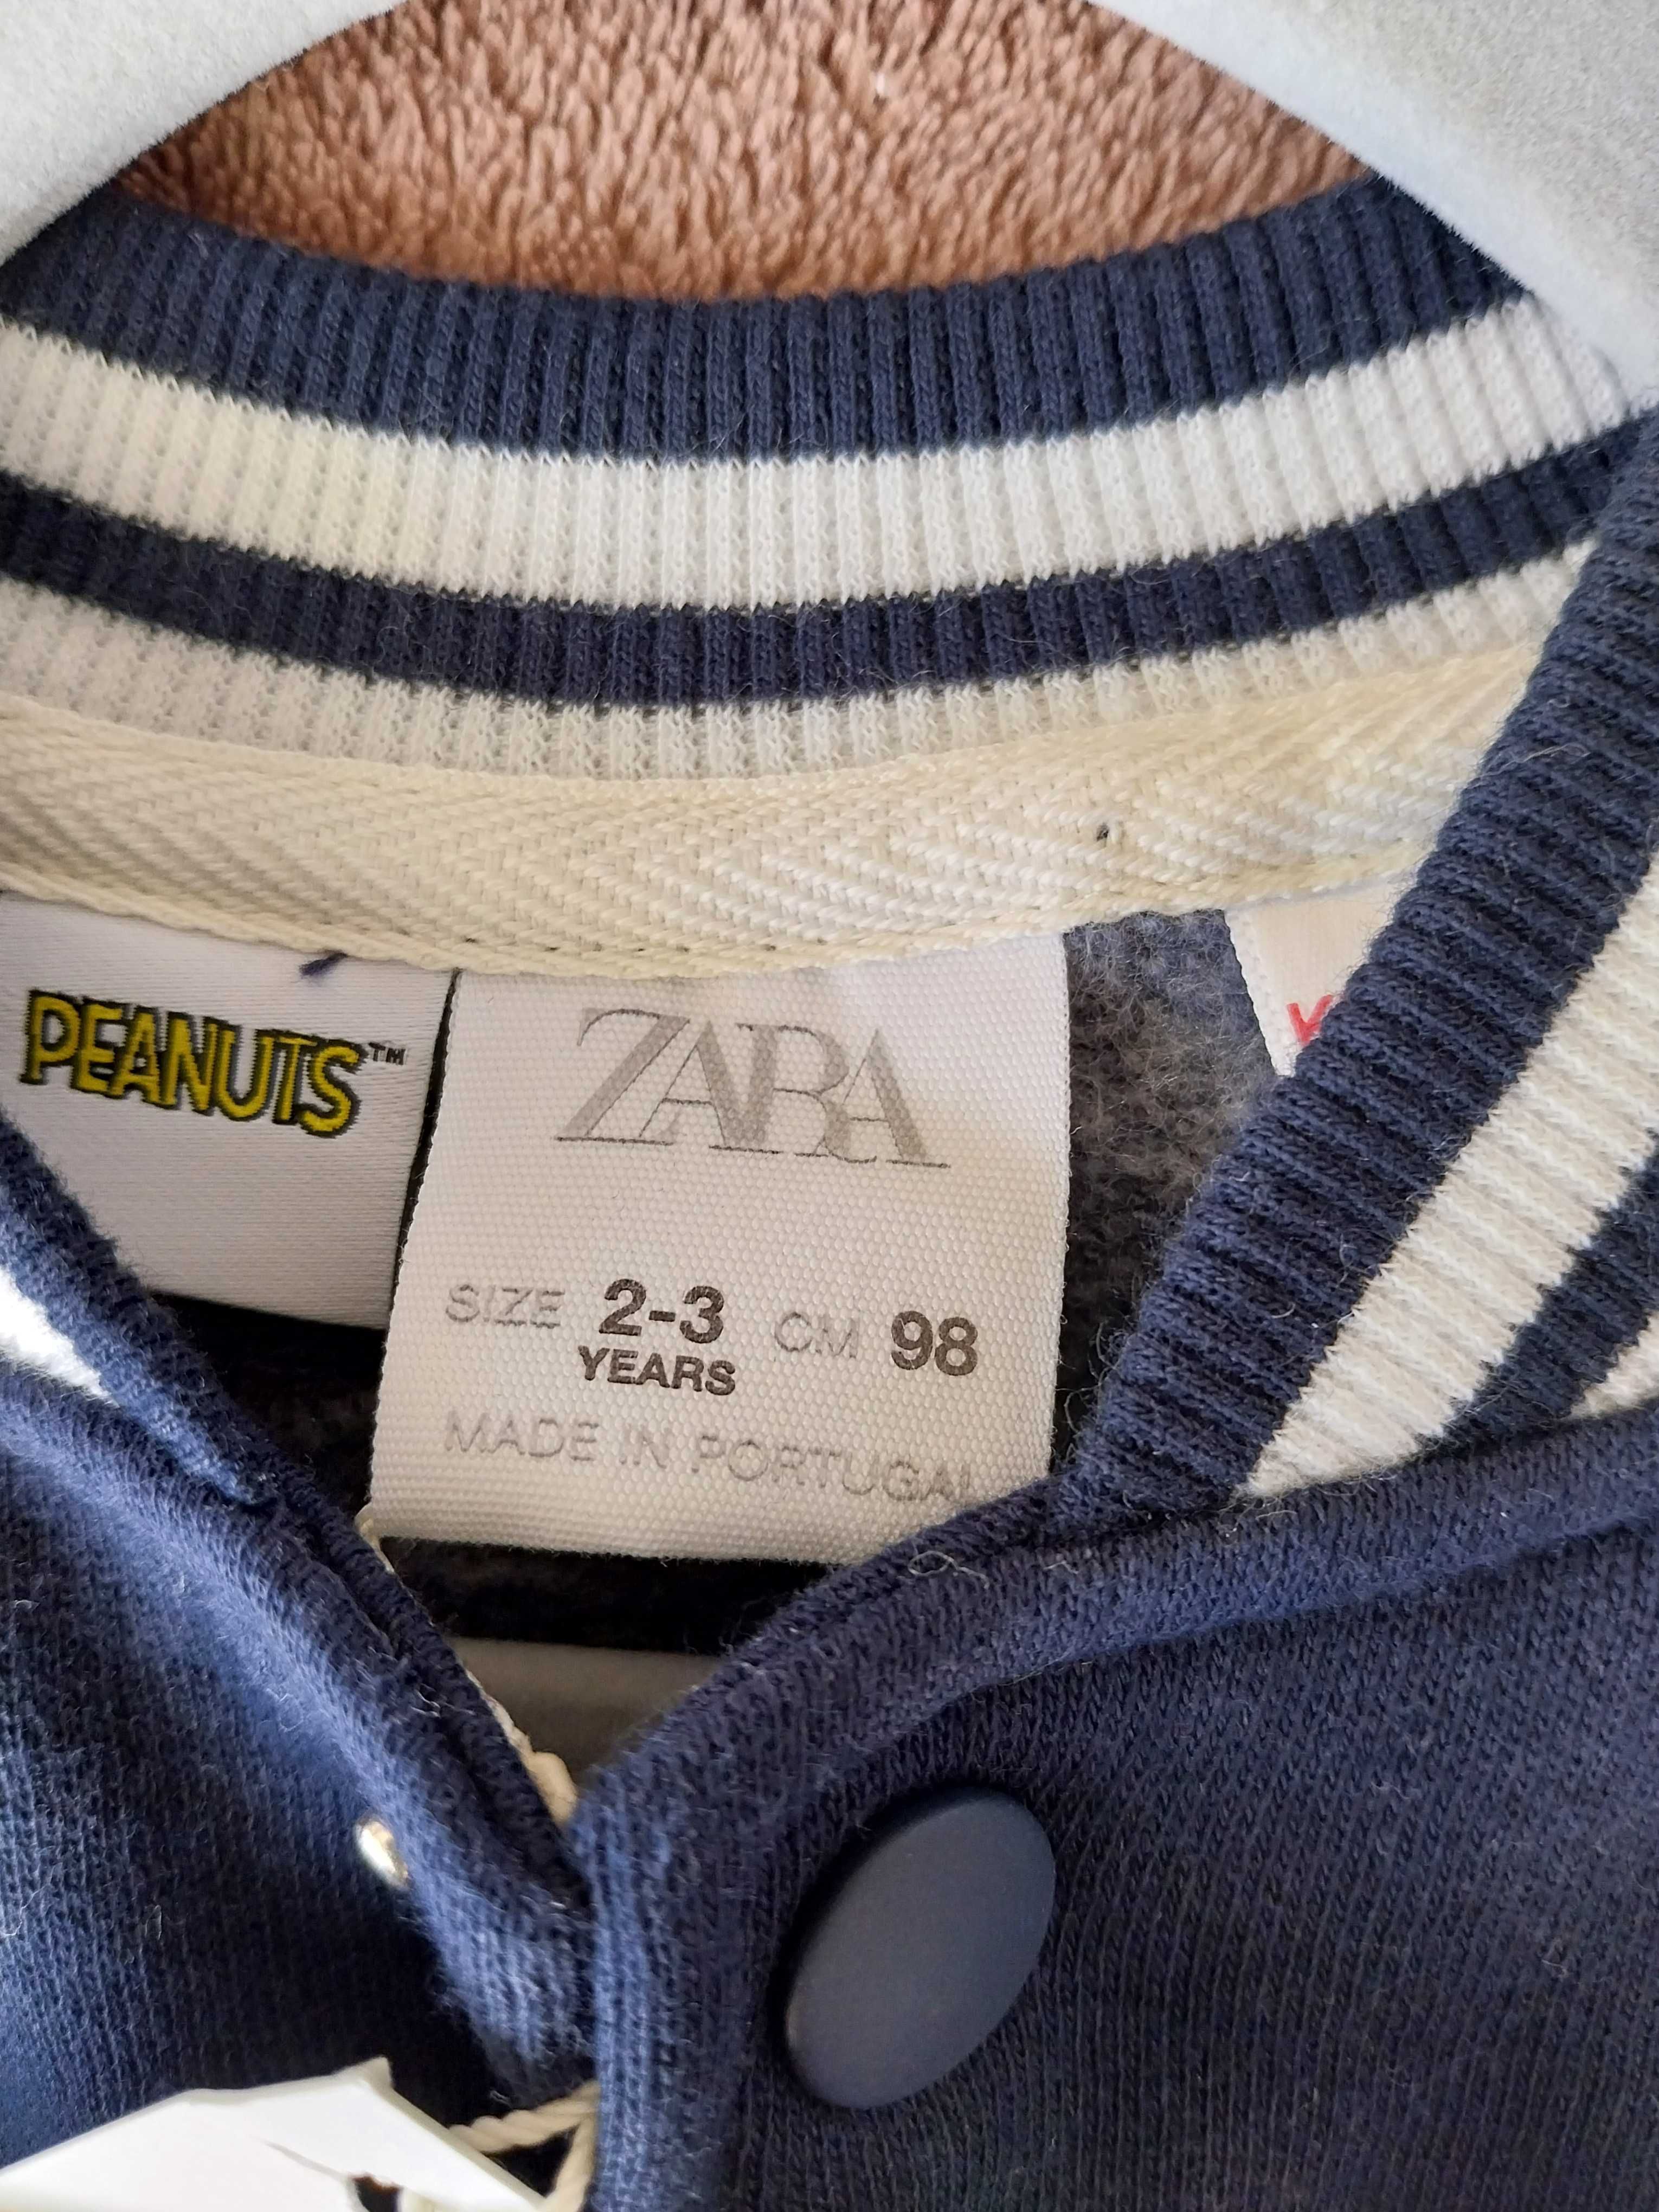 PEANUTS™
ZARA
SIZE 2-3 YEARS CM 98
MADE IN PORTUGAL